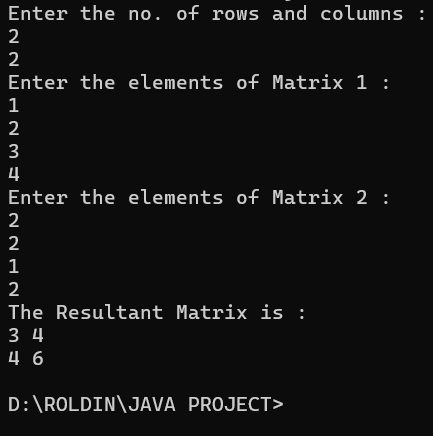 Enter the no. of rows and columns :
2
2
Enter the elements of Matrix 1 :
1
2
3
4
Enter the elements of Matrix 2 :
2
2
1
2
The Resultant Matrix is :
3 4
4 6
D:\ROLDIN\JAVA PROJECT>